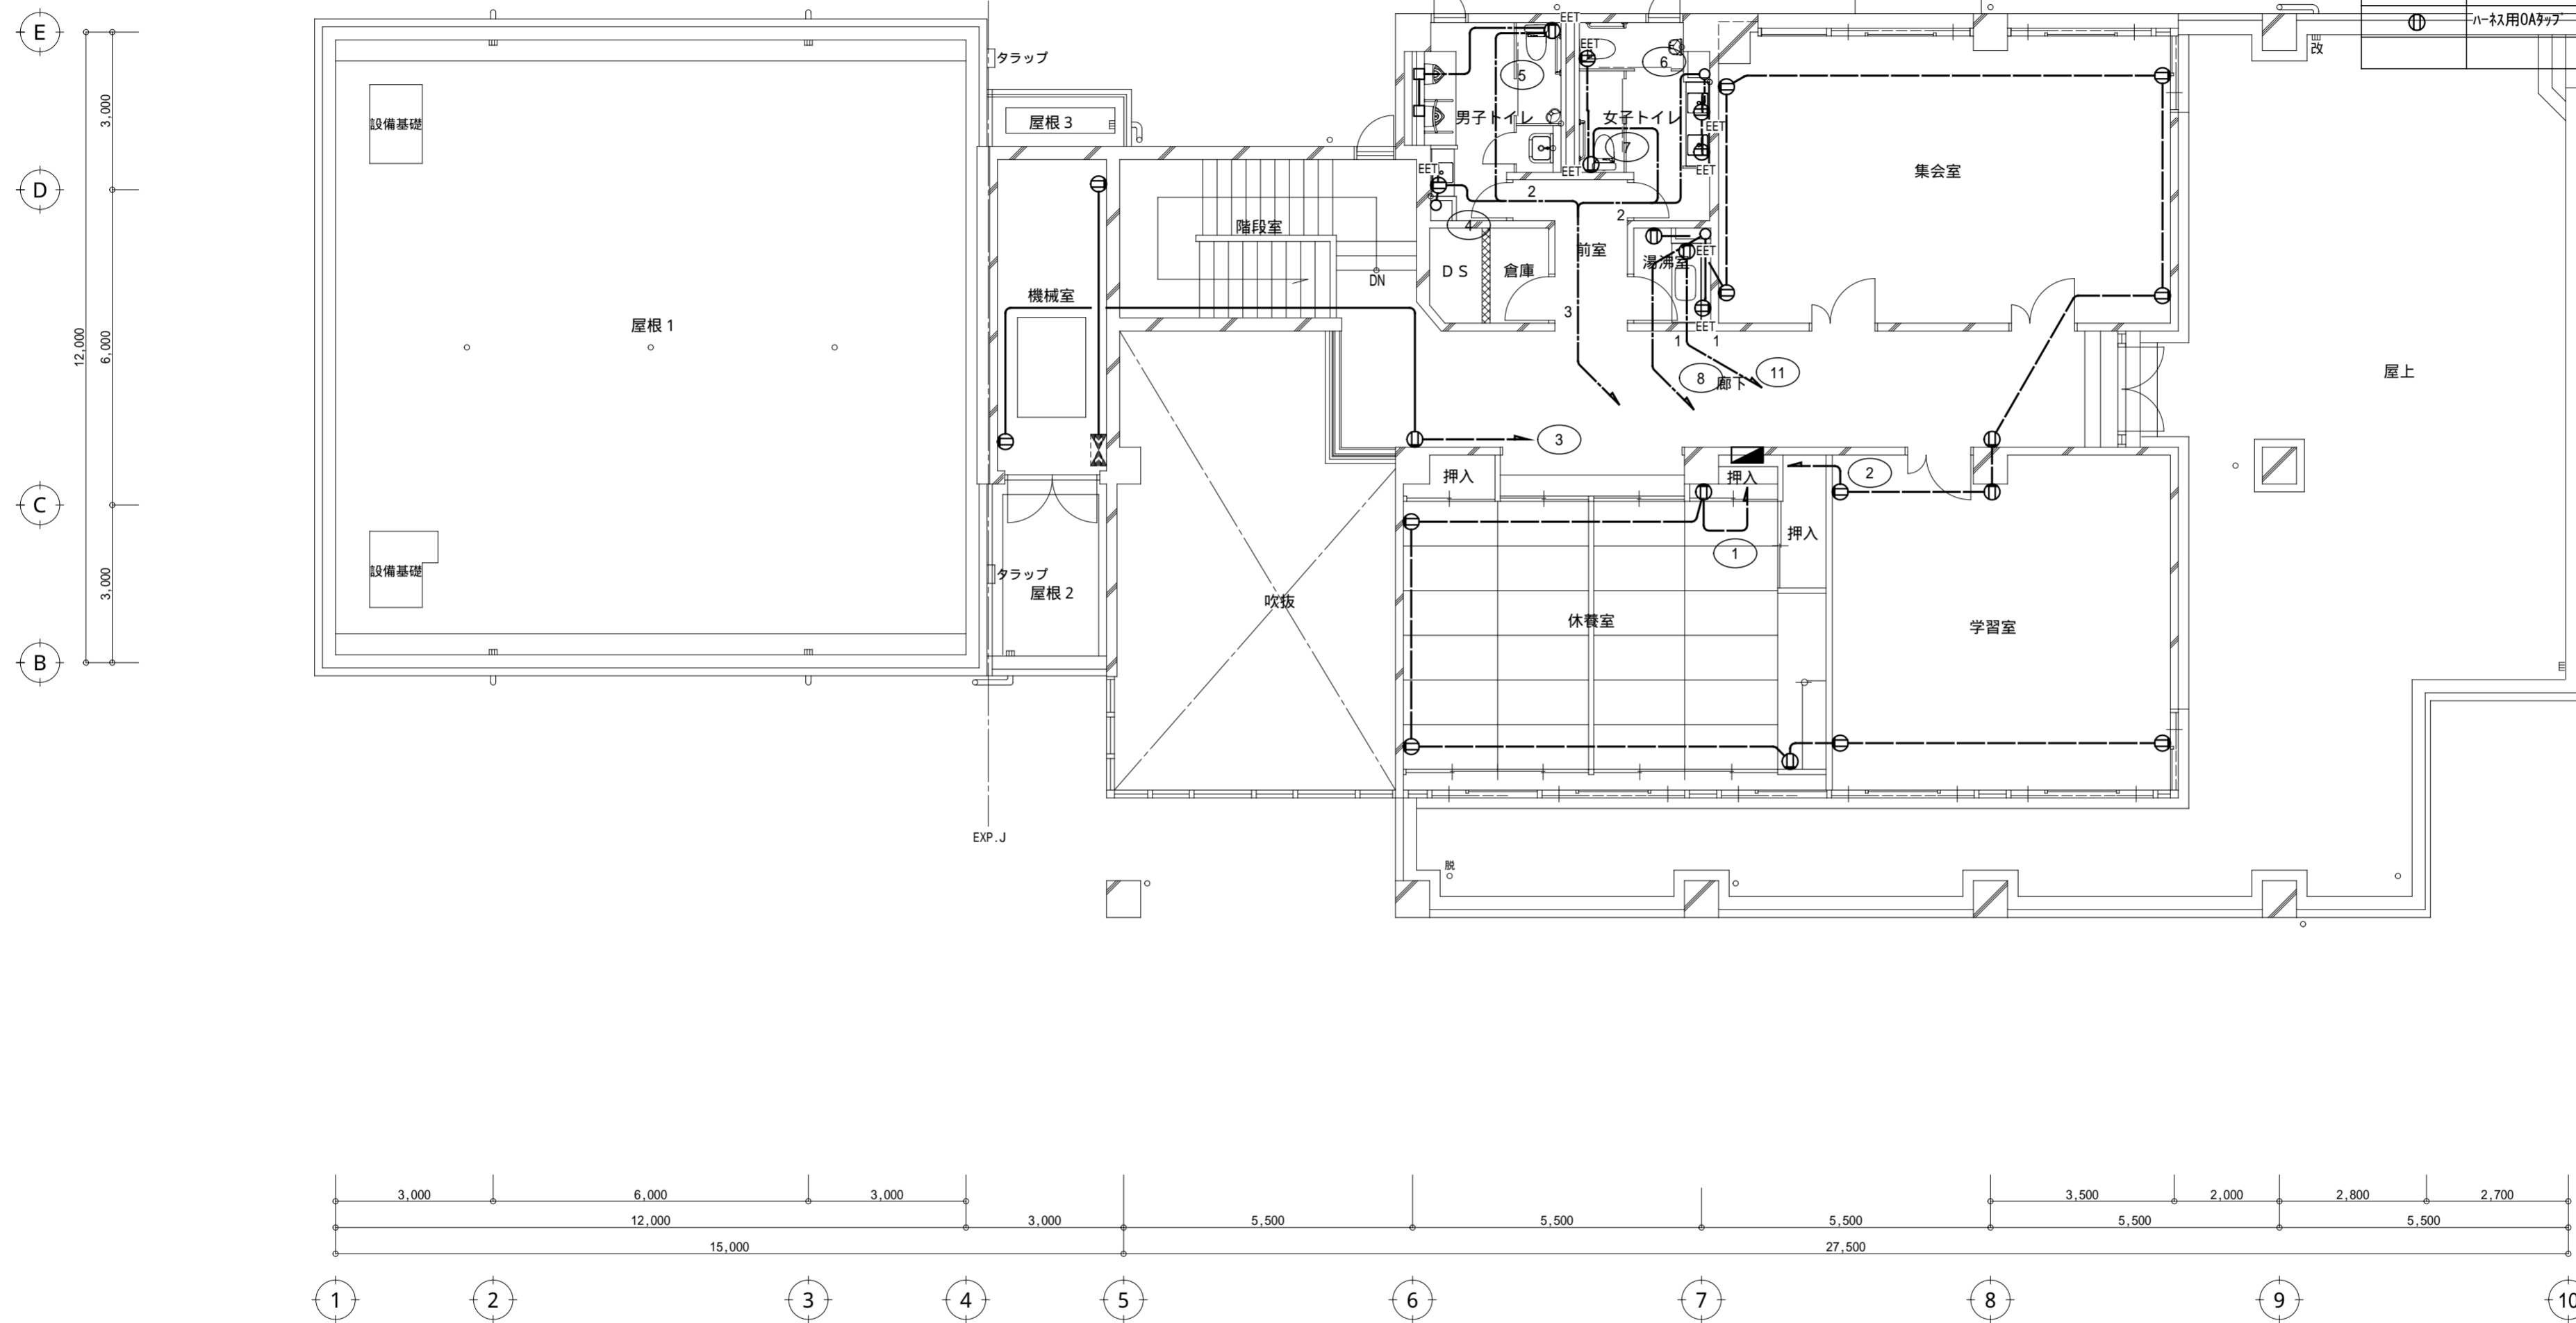 E
ﾊｰﾈｽ用OAﾀｯﾌﾟ
改
EET
EET
タラップ
5
6
3,000
設備基礎
屋根３
男子トイレ
女子トイレ
EET
7
D
EET
EET
EET
集会室
2
2
4
階段室
前室
EET
湯沸室
ＤＳ
倉庫
DN
機械室
3
屋根１
EET
12,000
6,000
1
1
8
廊下
11
屋上
3
押入
押入
2
C
押入
1
設備基礎
タラップ
3,000
屋根２
吹抜
休養室
学習室
B
EXP.J
脱
3,000
6,000
3,000
3,500
2,000
2,800
2,700
12,000
3,000
5,500
5,500
5,500
5,500
5,500
15,000
27,500
1
2
3
4
5
6
7
8
9
10